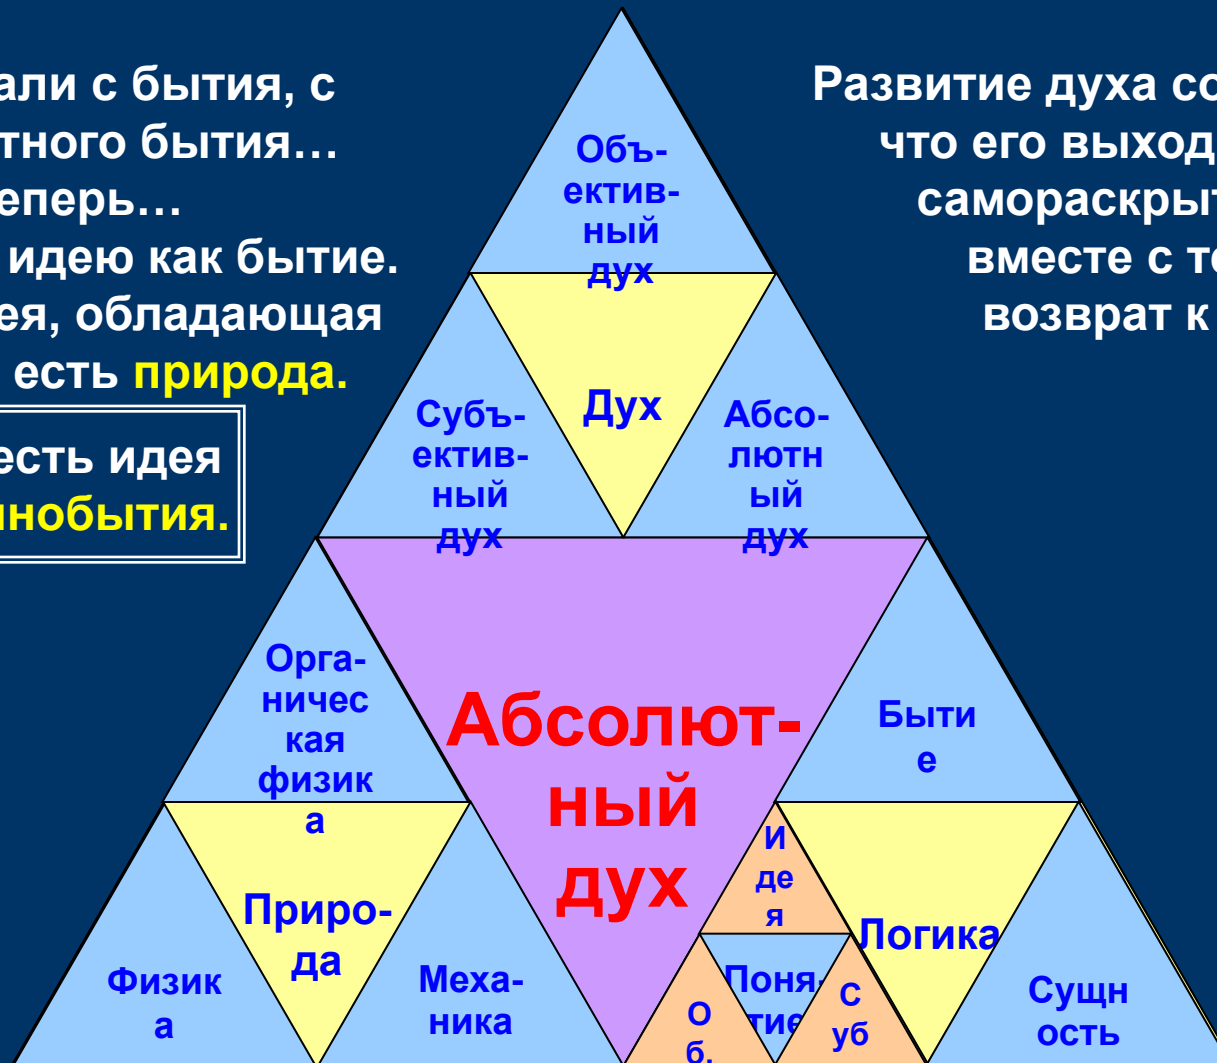 али с бытия, с
тного бытия…
еперь…
идею как бытие.
ея, обладающая
есть природа.
есть идея
нобытия.
Развитие духа со
что его выход
самораскрыт
вместе с те
возврат к
Объ-
ектив-
ный
дух
Дух
Субъ-
ектив-
ный
дух
Абсо-
лютн
ый
дух
Абсолют-
ный
дух
Орга-
ничес
кая
физик
а
Приро-
да
Физик
а
Меха-
ника
Быти
е
Логика
Сущн
ость
И
де
я
Поня-
тие
О
б.
С
уб